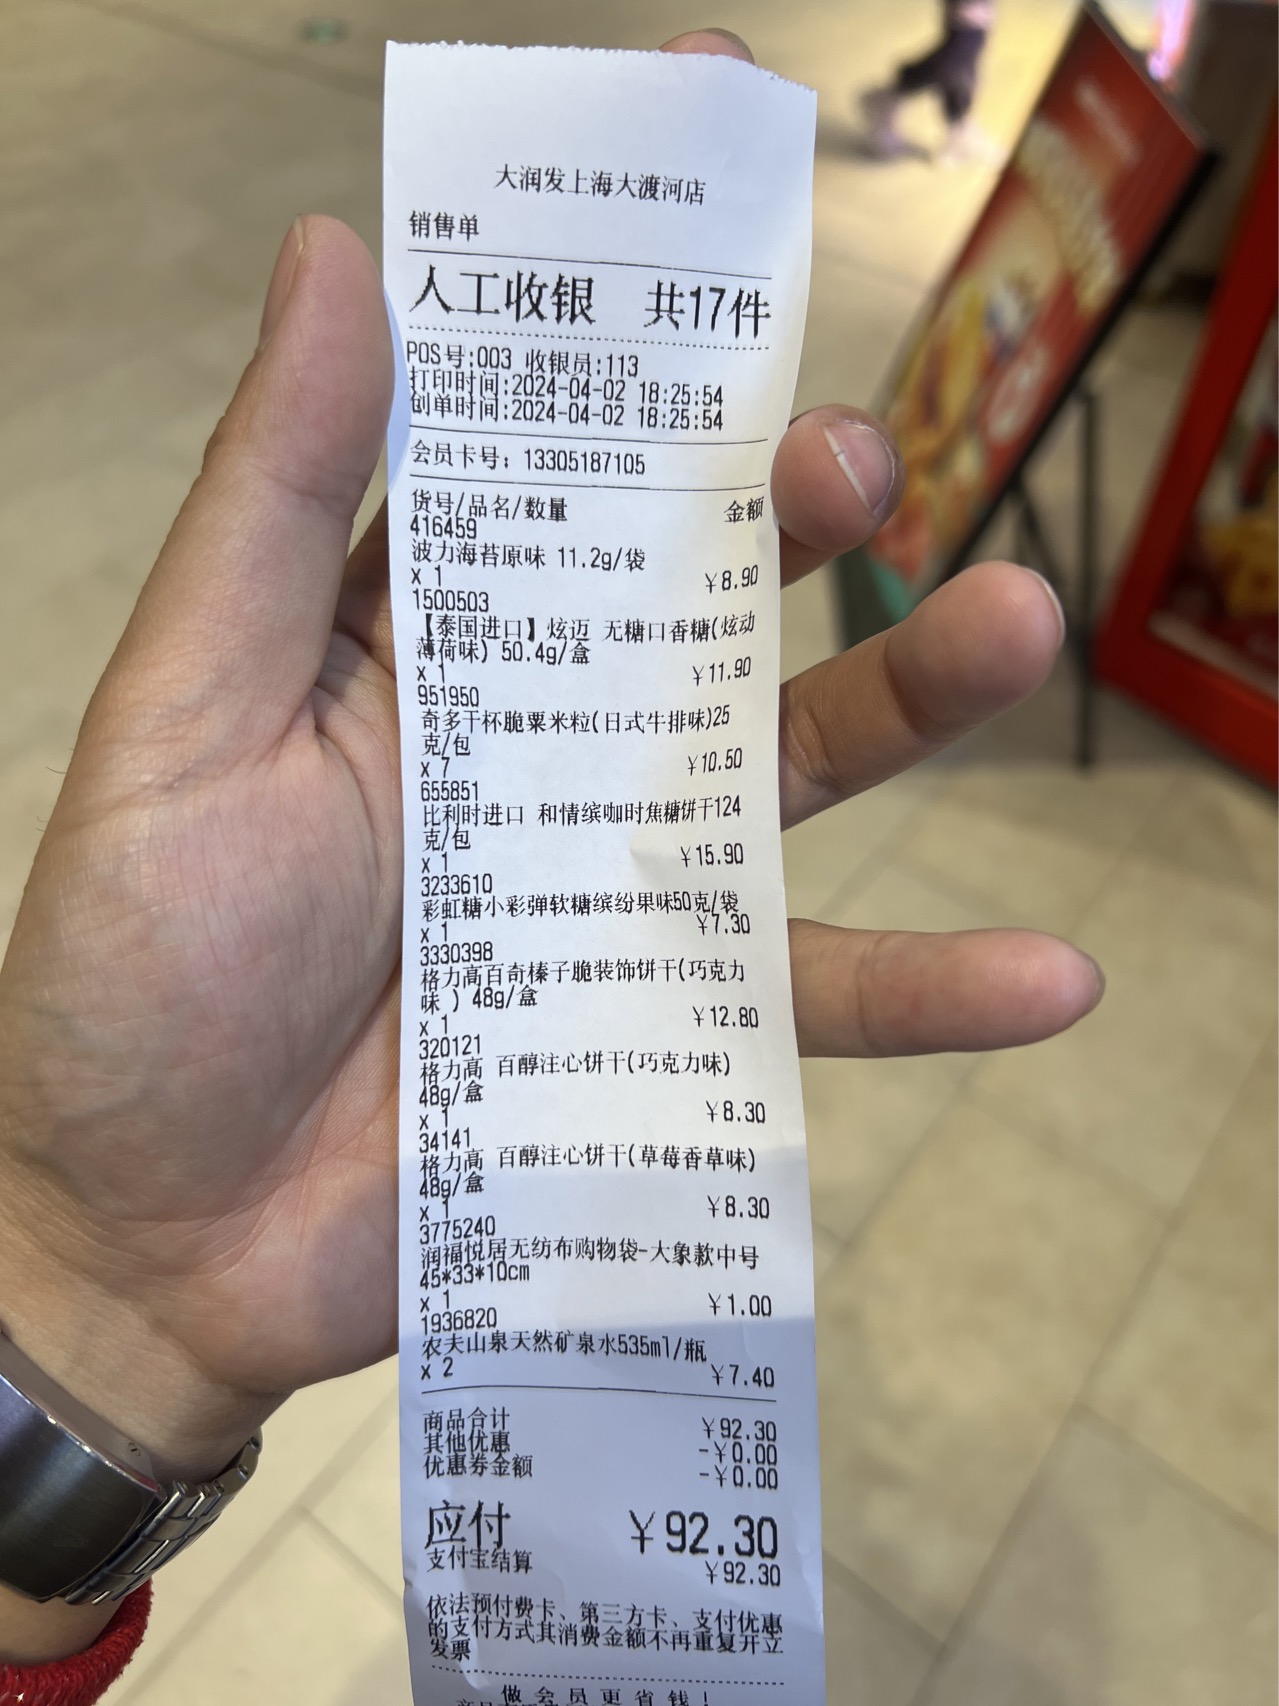 大润发上海大渡河店
销售单
人工收银 共17件
POS号:003 收银员:113
打印时间:2024-04-02 18:25:54
创单时间:2024-04-02 18:25:54
会员卡号：13305187105
货号/品名/数量 金额
416459
波力海苔原味 11.2g/袋
x 1 ￥8.90
1500503
【泰国进口】炫迈 无糖口香糖(炫动
薄荷味) 50.4g/盒
x 1 ￥11.90
951950
奇多干杯脆粟米粒(日式牛排味)25
克/包
x 7 ￥10.50
655851
比利时进口 和情缤咖时焦糖饼干124
克/包
x 1 ￥15.90
3233610
彩虹糖小彩弹软糖缤纷果味50克/袋
x 1 ￥7.30
3330398
格力高百奇榛子脆装饰饼干(巧克力
味 ) 48g/盒
x 1 ￥12.80
320121
格力高 百醇注心饼干(巧克力味)
48g/盒
x 1 ￥8.30
34141
格力高 百醇注心饼干(草莓香草味)
48g/盒
x 1 ￥8.30
3775240
润福悦居无纺布购物袋-大象款中号
45*33*10cm
x 1 ￥1.00
1936820
农夫山泉天然矿泉水535ml/瓶
x 2 ￥7.40
商品合计 ￥92.30
其他优惠 -￥0.00
优惠券金额 -￥0.00
应付 ￥92.30
支付宝结算 ￥92.30
依法预付费卡、第三方卡、支付优惠
的支付方式其消费金额不再重复开立
发票
做会员更省钱！